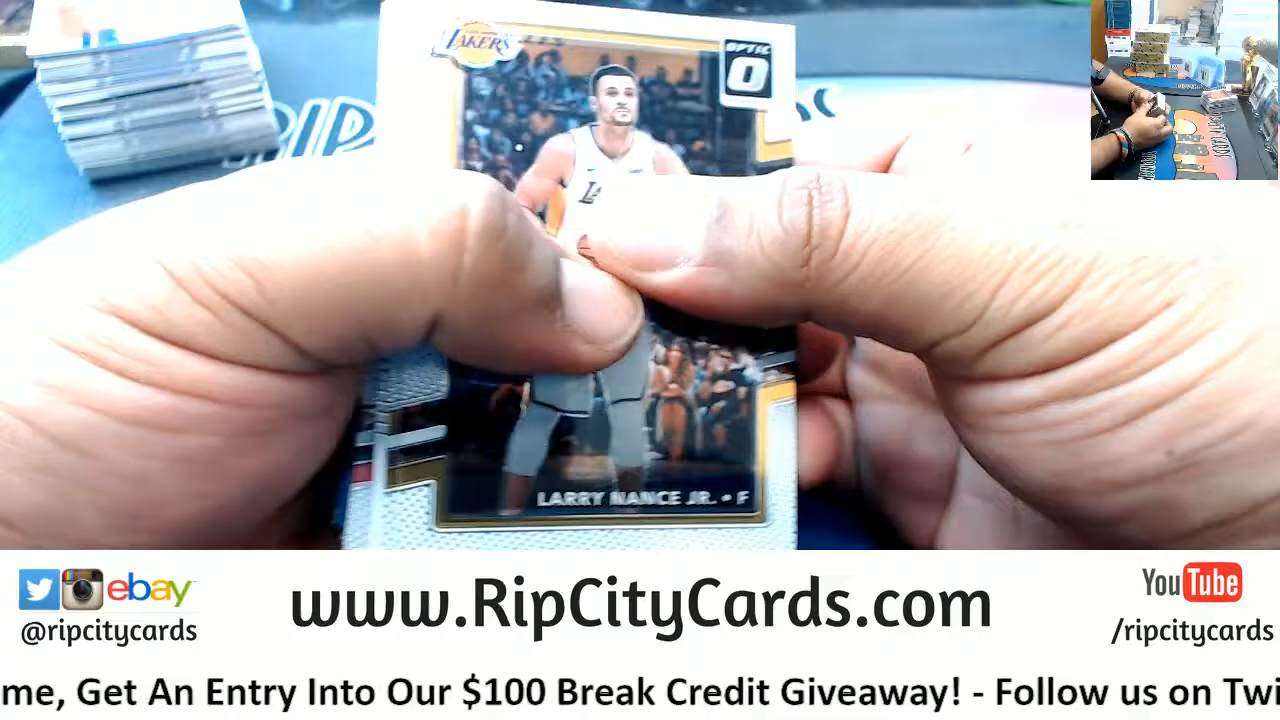 LAKERS
OPTIC
O
RIP
LARRY NANCE JR. • F
ebay
@ripcitycards
www.RipCityCards.com
YouTube
/ripcitycards
me, Get An Entry Into Our $100 Break Credit Giveaway! - Follow us on Twi